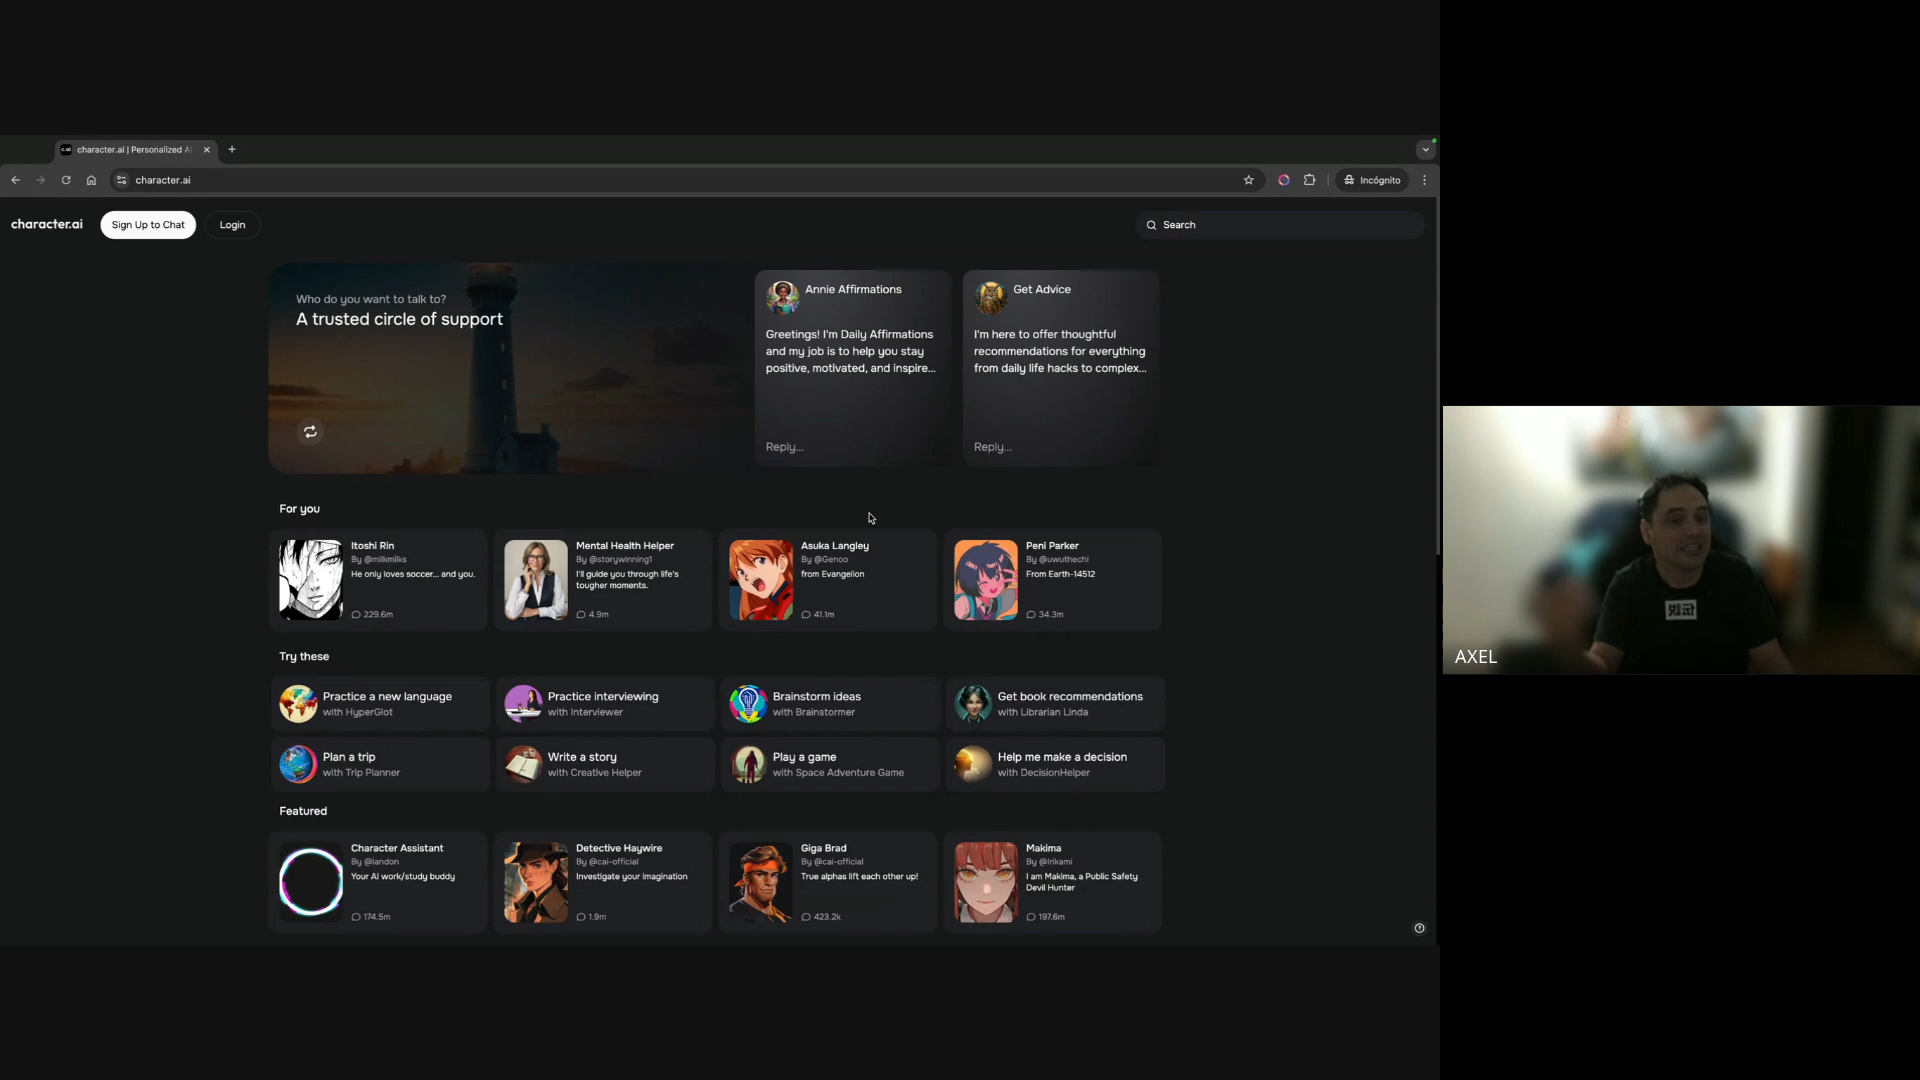 character.ai | Personalized AI
character.ai
Incógnito
character.ai
Sign Up to Chat
Login
Search
Who do you want to talk to?
A trusted circle of support
Annie Affirmations
Greetings! I'm Daily Affirmations
and my job is to help you stay
positive, motivated, and inspire...
Reply...
Get Advice
I'm here to offer thoughtful
recommendations for everything
from daily life hacks to complex...
Reply...
For you
Itoshi Rin
By @milkmilks
He only loves soccer... and you.
229.6m
Mental Health Helper
By @storywinning1
I'll guide you through life's
tougher moments.
4.9m
Asuka Langley
By @Genoo
from Evangelion
41.1m
Peni Parker
By @uwuthechi
From Earth-14512
34.3m
Try these
Practice a new language
with HyperGlot
Practice interviewing
with Interviewer
Brainstorm ideas
with Brainstormer
Get book recommendations
with Librarian Linda
Plan a trip
with Trip Planner
Write a story
with Creative Helper
Play a game
with Space Adventure Game
Help me make a decision
with DecisionHelper
Featured
Character Assistant
By @landon
Your AI work/study buddy
174.5m
Detective Haywire
By @cai-official
Investigate your imagination
1.9m
Giga Brad
By @cai-official
True alphas lift each other up!
423.2k
Makima
By @Irikami
I am Makima, a Public Safety
Devil Hunter
197.6m
AXEL